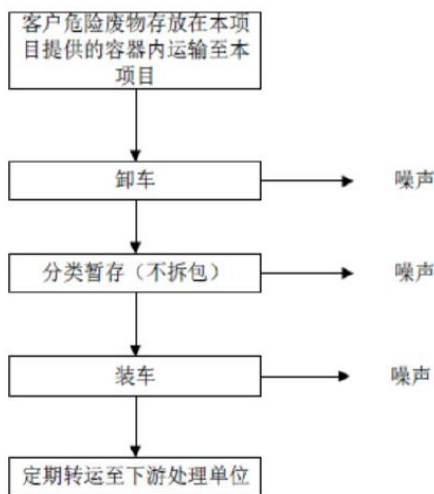 客户危险废物存放在本项
目提供的容器内运输至本
项目
卸车
噪声
分类暂存（不拆包）
噪声
装车
噪声
定期转运至下游处理单位